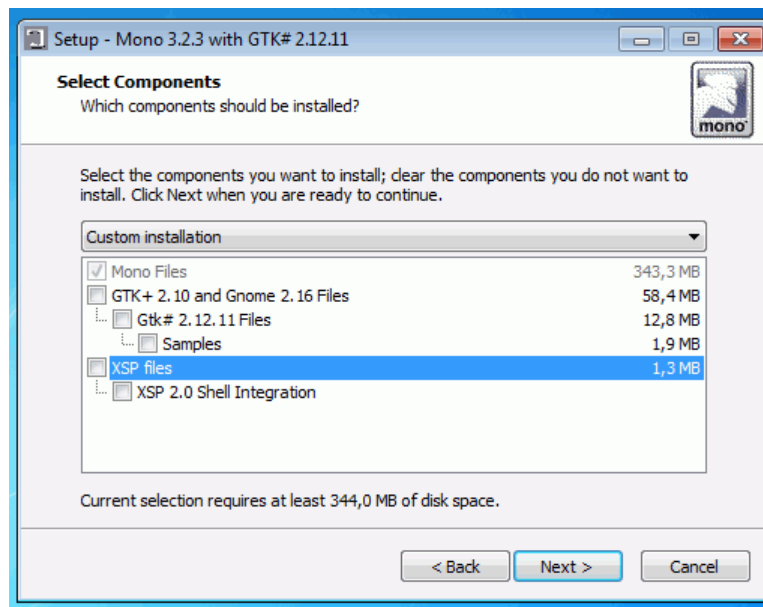 Setup - Mono 3.2.3 with GTK# 2.12.11
Select Components
Which components should be installed?
mono
Select the components you want to install; clear the components you do not want to
install. Click Next when you are ready to continue.
Custom installation
Mono Files 343,3 MB
GTK+ 2.10 and Gnome 2.16 Files 58,4 MB
Gtk# 2.12.11 Files 12,8 MB
Samples 1,9 MB
XSP files 1,3 MB
XSP 2.0 Shell Integration
Current selection requires at least 344,0 MB of disk space.
< Back Next > Cancel